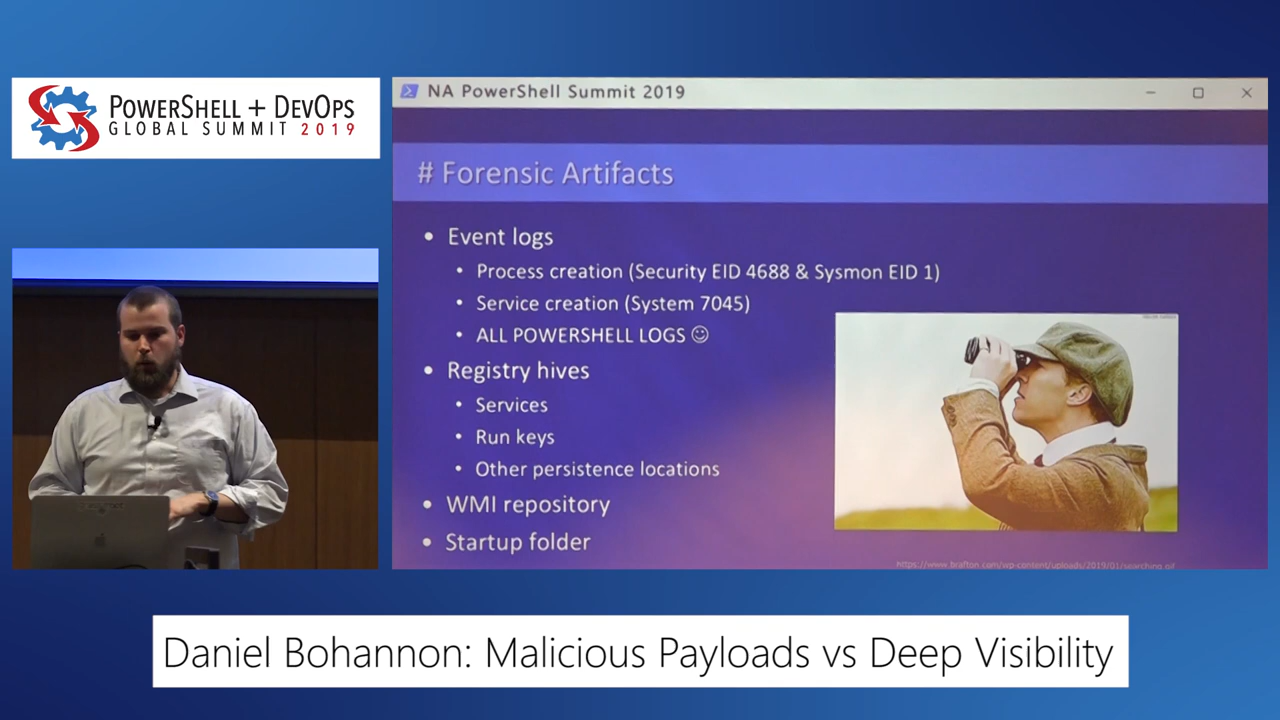 POWERSHELL + DEVOPS
GLOBAL SUMMIT 2019
NA PowerShell Summit 2019
# Forensic Artifacts
• Event logs
• Process creation (Security EID 4688 & Sysmon EID 1)
• Service creation (System 7045)
• ALL POWERSHELL LOGS ☺
• Registry hives
• Services
• Run keys
• Other persistence locations
• WMI repository
• Startup folder
https://www.brafton.com/wp-content/uploads/2019/01/searching.gif
Daniel Bohannon: Malicious Payloads vs Deep Visibility